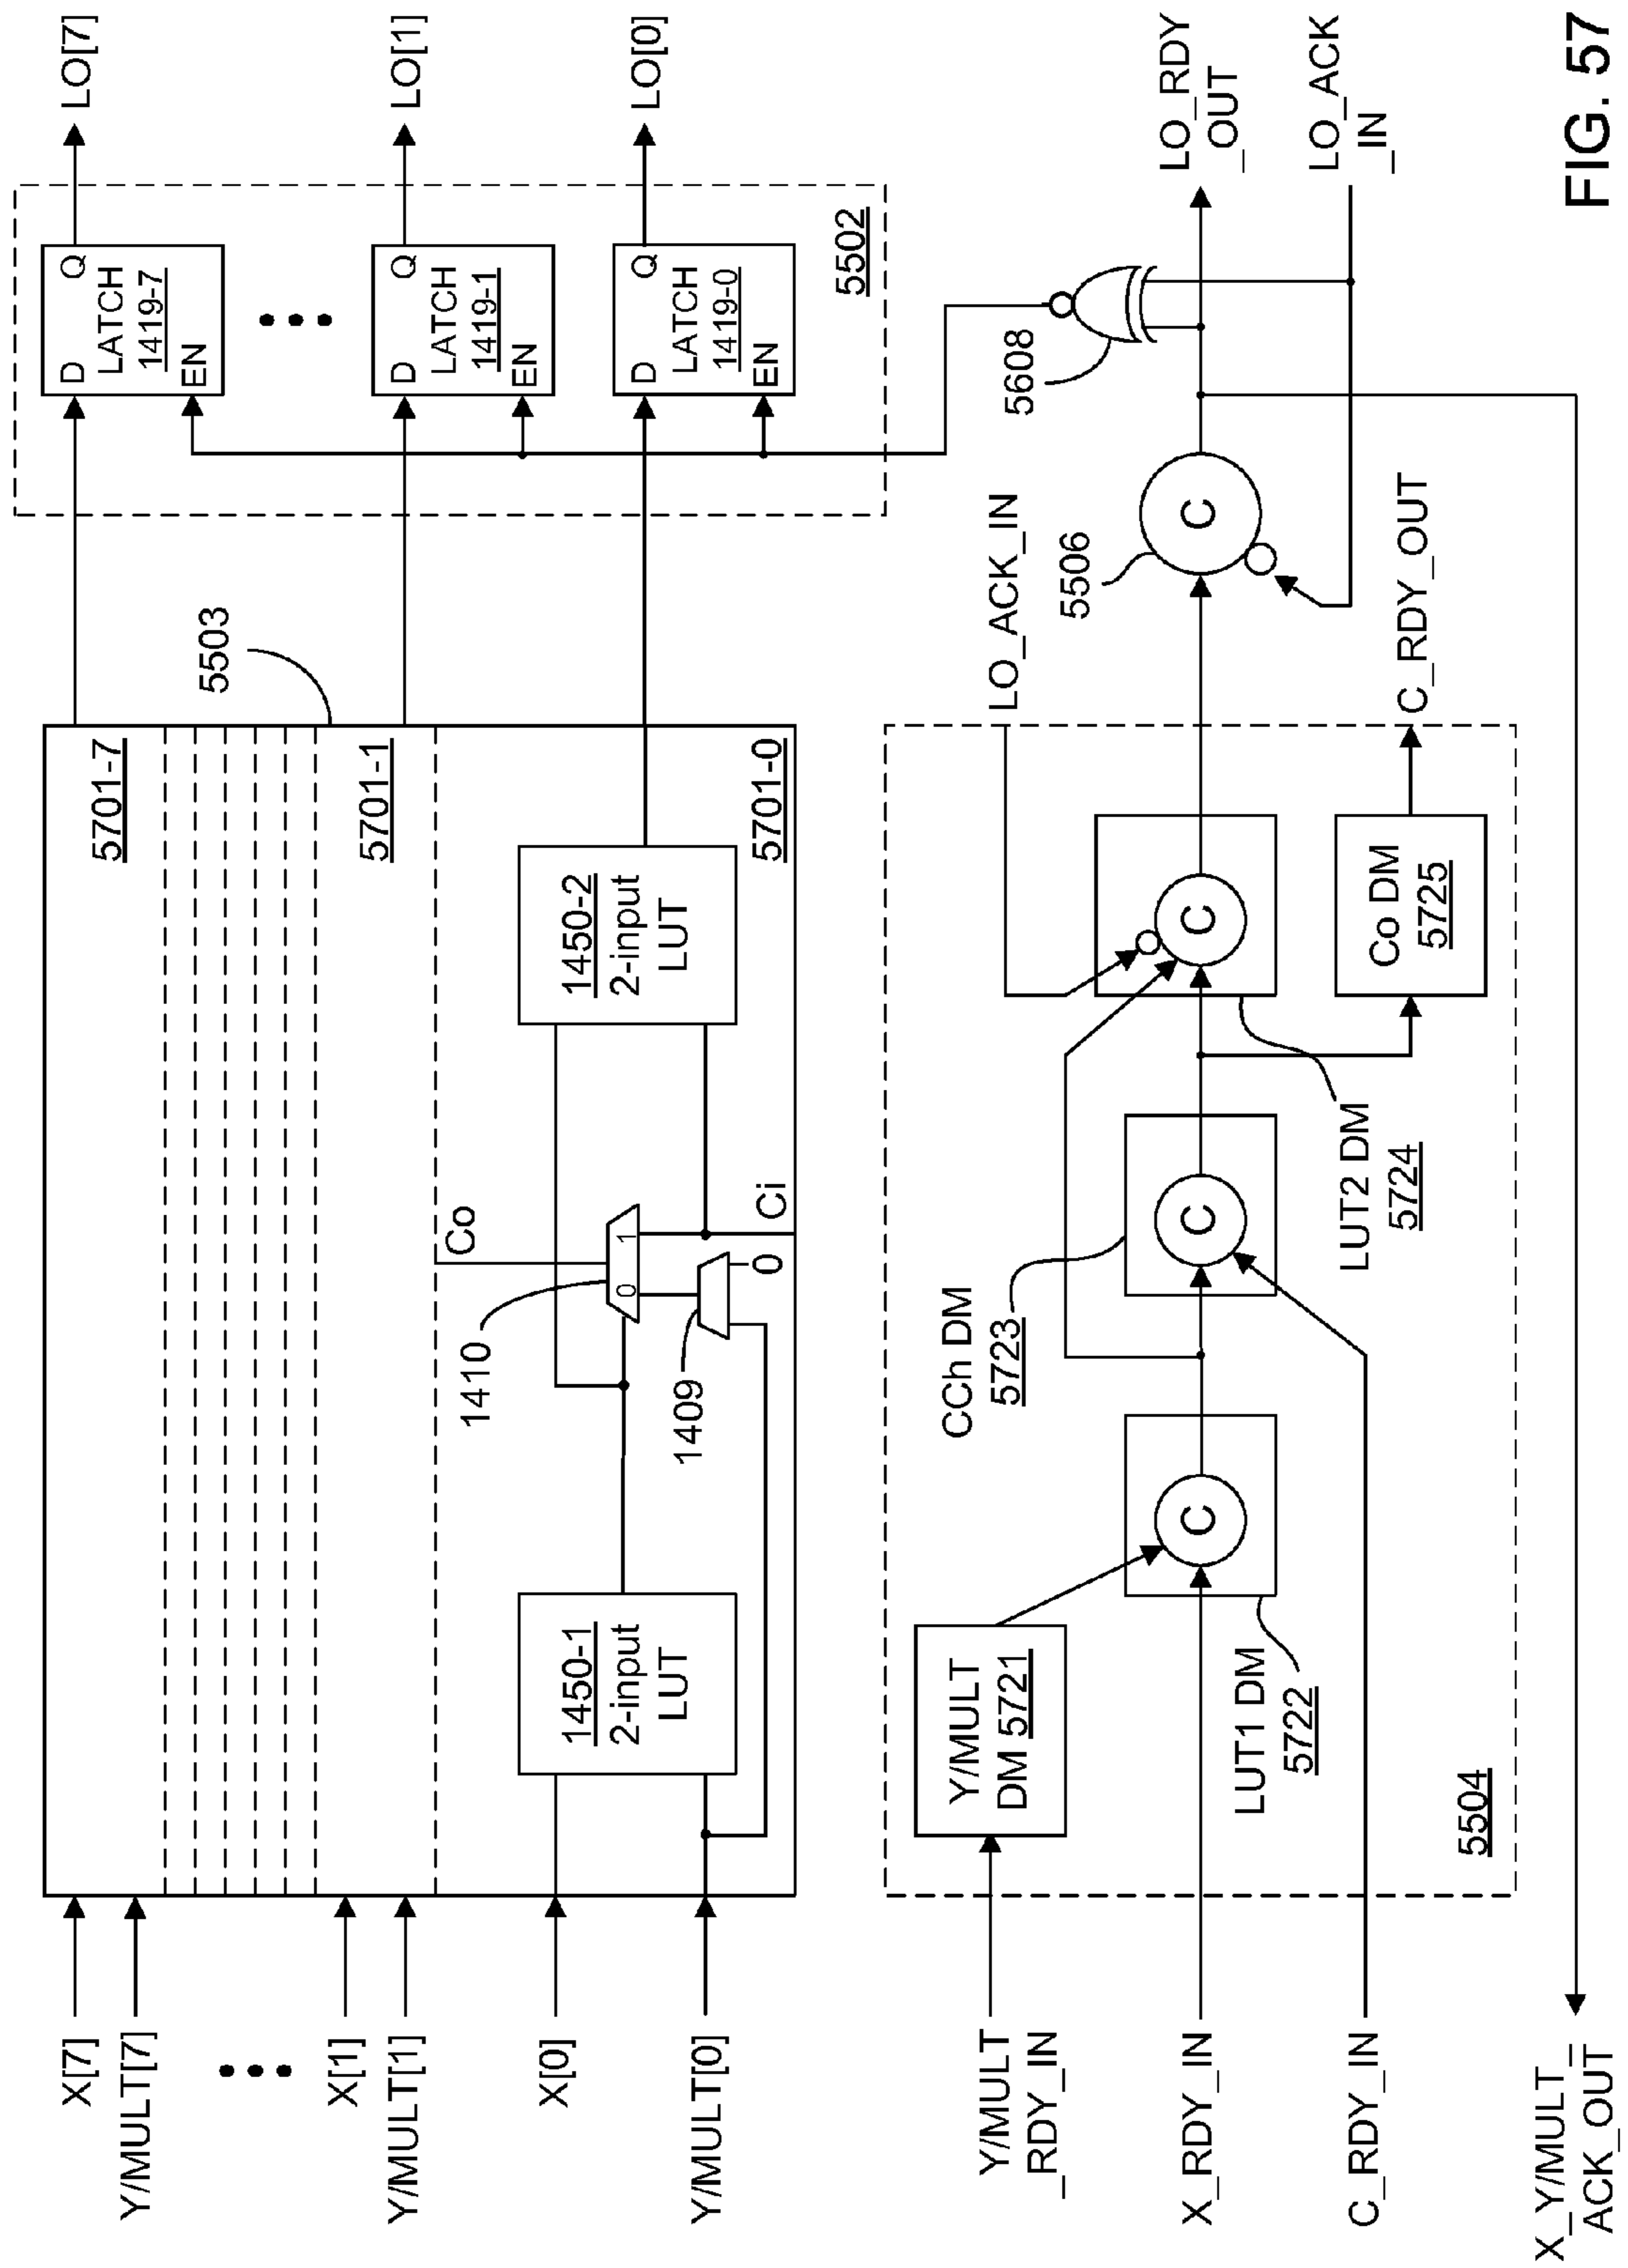 X[7]
Y/MULT[7]
X[1]
Y/MULT[1]
X[0]
Y/MULT[0]
5701-7
5701-1
5701-0
5503
1450-1
2-input
LUT
1450-2
2-input
LUT
1410
0
1
1409
0
Co
Ci
D
Q
LATCH
1419-7
EN
D
Q
LATCH
1419-1
EN
D
Q
LATCH
1419-0
EN
5502
LO[7]
LO[1]
LO[0]
Y/MULT
_RDY_IN
X_RDY_IN
C_RDY_IN
X_Y/MULT_
ACK_OUT
Y/MULT
DM 5721
C
LUT1 DM
5722
CCh DM
5723
C
LUT2 DM
5724
C
Co DM
5725
5504
LO_ACK_IN
C_RDY_OUT
5506
C
5608
LO_RDY
_OUT
LO_ACK
_IN
FIG. 57